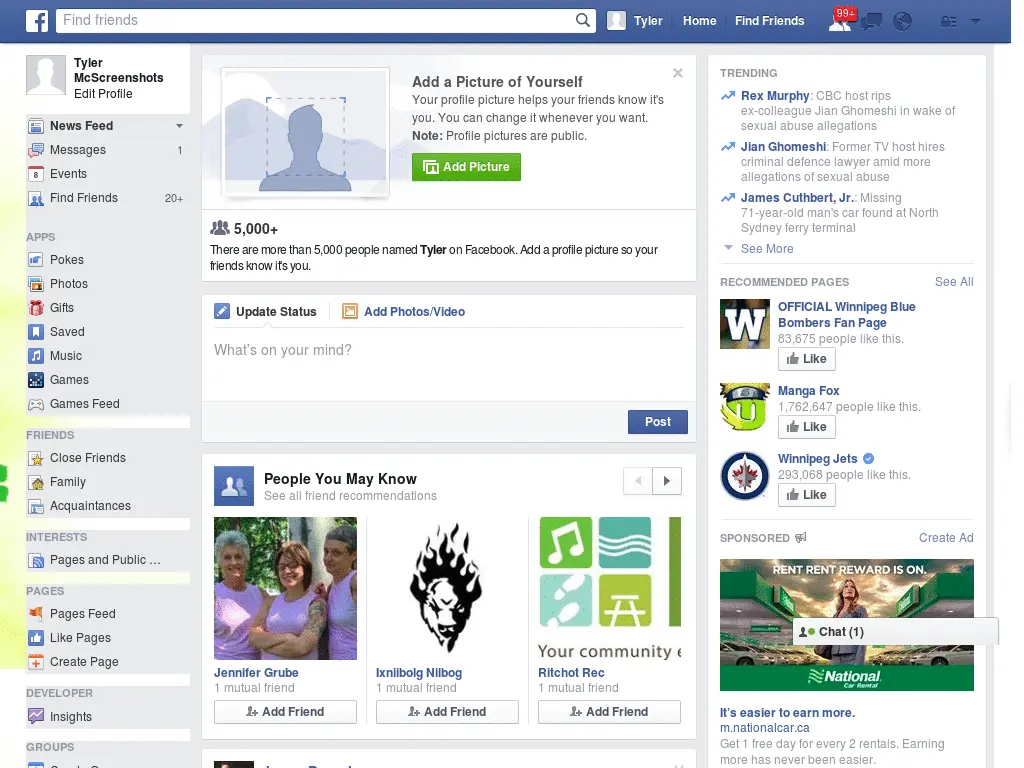 Find friends
Tyler
Home
Find Friends
99+
Tyler
McScreenshots
Edit Profile
News Feed
Messages 1
8 Events
Find Friends 20+
APPS
Pokes
Photos
Gifts
Saved
Music
Games
Games Feed
FRIENDS
Close Friends
Family
Acquaintances
INTERESTS
Pages and Public ...
PAGES
Pages Feed
Like Pages
Create Page
DEVELOPER
Insights
GROUPS
Add a Picture of Yourself
Your profile picture helps your friends know it's
you. You can change it whenever you want.
Note: Profile pictures are public.
Add Picture
5,000+
There are more than 5,000 people named Tyler on Facebook. Add a profile picture so your
friends know it's you.
Update Status
Add Photos/Video
What's on your mind?
Post
People You May Know
See all friend recommendations
Your community
Jennifer Grube
1 mutual friend
Add Friend
Ixniibolg Nilbog
1 mutual friend
Add Friend
Ritchot Rec
1 mutual friend
Add Friend
TRENDING
Rex Murphy: CBC host rips
ex-colleague Jian Ghomeshi in wake of
sexual abuse allegations
Jian Ghomeshi: Former TV host hires
criminal defence lawyer amid more
allegations of sexual abuse
James Cuthbert, Jr.: Missing
71-year-old man's car found at North
Sydney ferry terminal
See More
RECOMMENDED PAGES See All
W
OFFICIAL Winnipeg Blue
Bombers Fan Page
83,675 people like this.
Like
Manga Fox
1,762,647 people like this.
Like
Winnipeg Jets
293,068 people like this.
Like
SPONSORED Create Ad
RENT RENT REWARD IS ON.
Chat (1)
National
Car Rental
It's easier to earn more.
m.nationalcar.ca
Get 1 free day for every 2 rentals. Earning
more has never been easier.